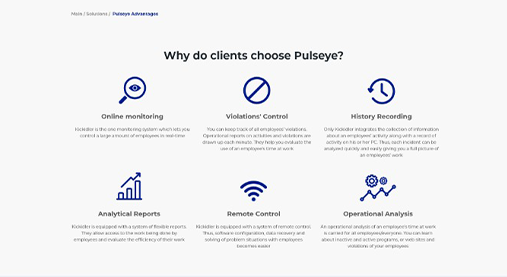 Main / Solutions / Pulseye Advantages
Why do clients choose Pulseye?
Online monitoring
Violations' Control
History Recording
Kickidler is the only monitoring system which lets you
control a large amount of employees in real-time
You can keep track of all employees' violations.
Operational reports on activities and violations are
drawn up each minute. They help you evaluate the
use of an employee's time at work
Only Kickidler integrates the collection of information
about an employees' activity along with a record of
activity on his or her PC. Thus, each incident can be
analyzed quickly and easily giving you a full picture of
an employees' work
Analytical Reports
Remote Control
Operational Analysis
Kickidler is equipped with a system of flexible reports.
They allow access to the work being done by
employees and evaluate the efficiency of their work
Kickidler is equipped with a system of remote control.
Thus, software configuration, data recovery and
solving of problem situations with employees
becomes easier
An operational analysis of an employee's time at work
is carried for all employees/everyone. You can learn
about inactive and active programs, or web sites and
violations of your employees